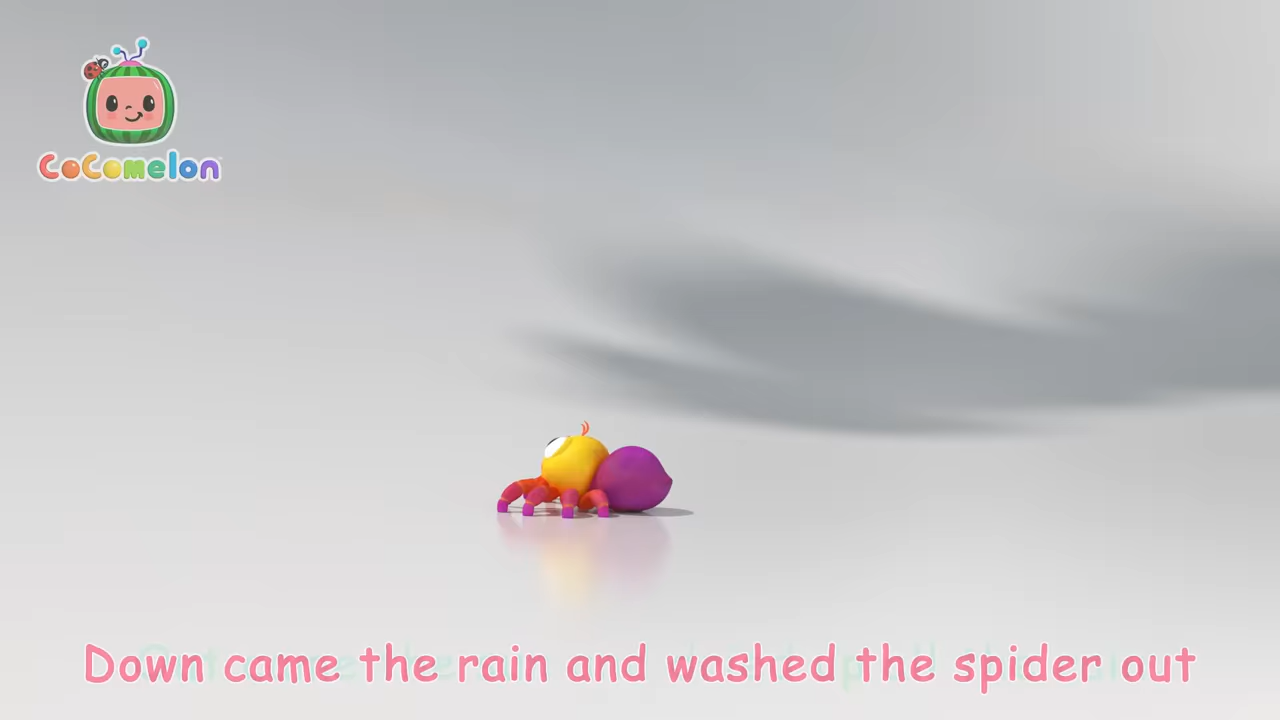 CoComelon
Down came the rain and washed the spider out